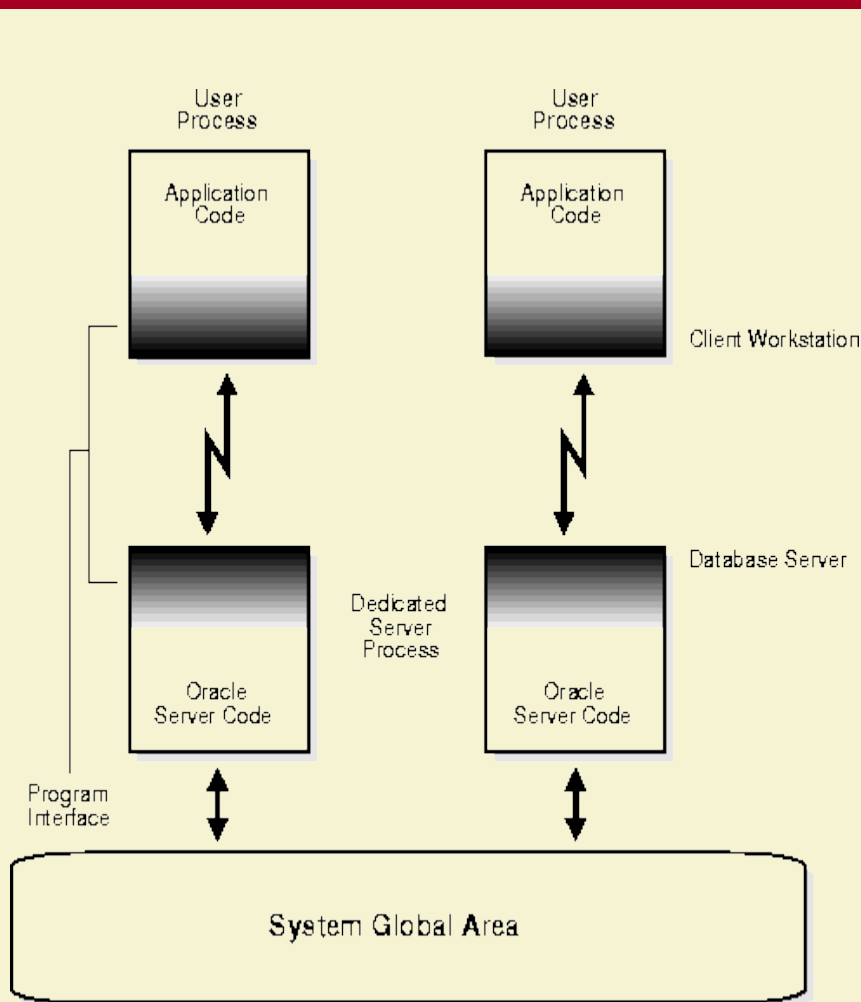 User
Process
User
Process
Application
Code
Application
Code
Client Workstation
Database Server
Dedicated
Server
Process
Oracle
Server Code
Oracle
Server Code
Program
Interface
System Global Area